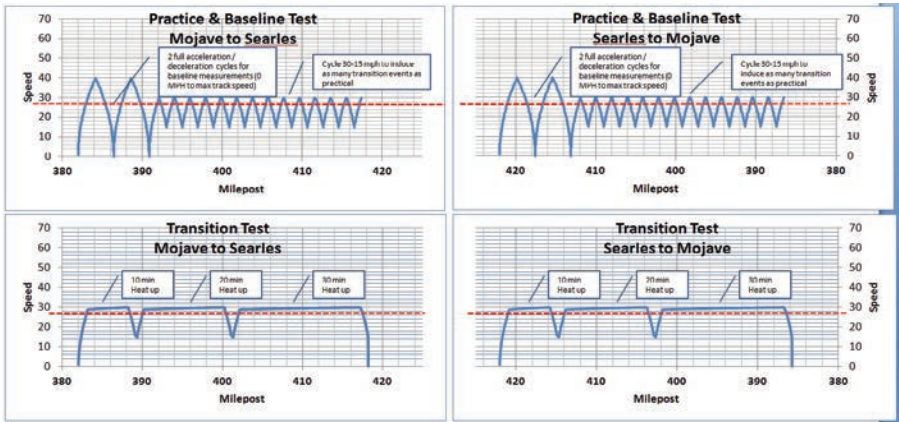 Practice & Baseline Test
Mojave to Searles
Speed
70
60
50
40
30
20
10
0
2 full acceleration /
deceleration cycles for
baseline measurements (0
MPH to max track speed)
Cycle 30-15 mph to induce
as many transition events as
practical
380 390 400 410 420
Milepost
Practice & Baseline Test
Searles to Mojave
2 full acceleration /
deceleration cycles for
baseline measurements (0
MPH to max track speed)
Cycle 30-15 mph to
induce as many transition
events as practical
70
60
50
40
30
20
10
0
Speed
420 410 400 390 380
Milepost
Transition Test
Mojave to Searles
Speed
70
60
50
40
30
20
10
0
10 min
Heat up
20 min
Heat up
30 min
Heat up
380 390 400 410 420
Milepost
Transition Test
Searles to Mojave
10 min
Heat up
20 min
Heat up
30 min
Heat up
70
60
50
40
30
20
10
0
Speed
420 410 400 390 380
Milepost